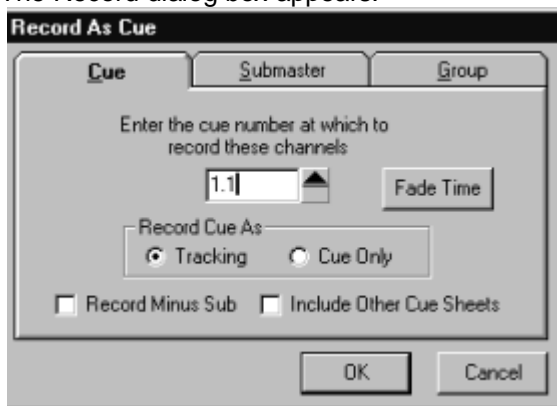 The Record dialog box appears.
Record As Cue
Cue Submaster Group
Enter the cue number at which to
record these channels
1.1 Fade Time
Record Cue As
Tracking Cue Only
Record Minus Sub Include Other Cue Sheets
OK Cancel